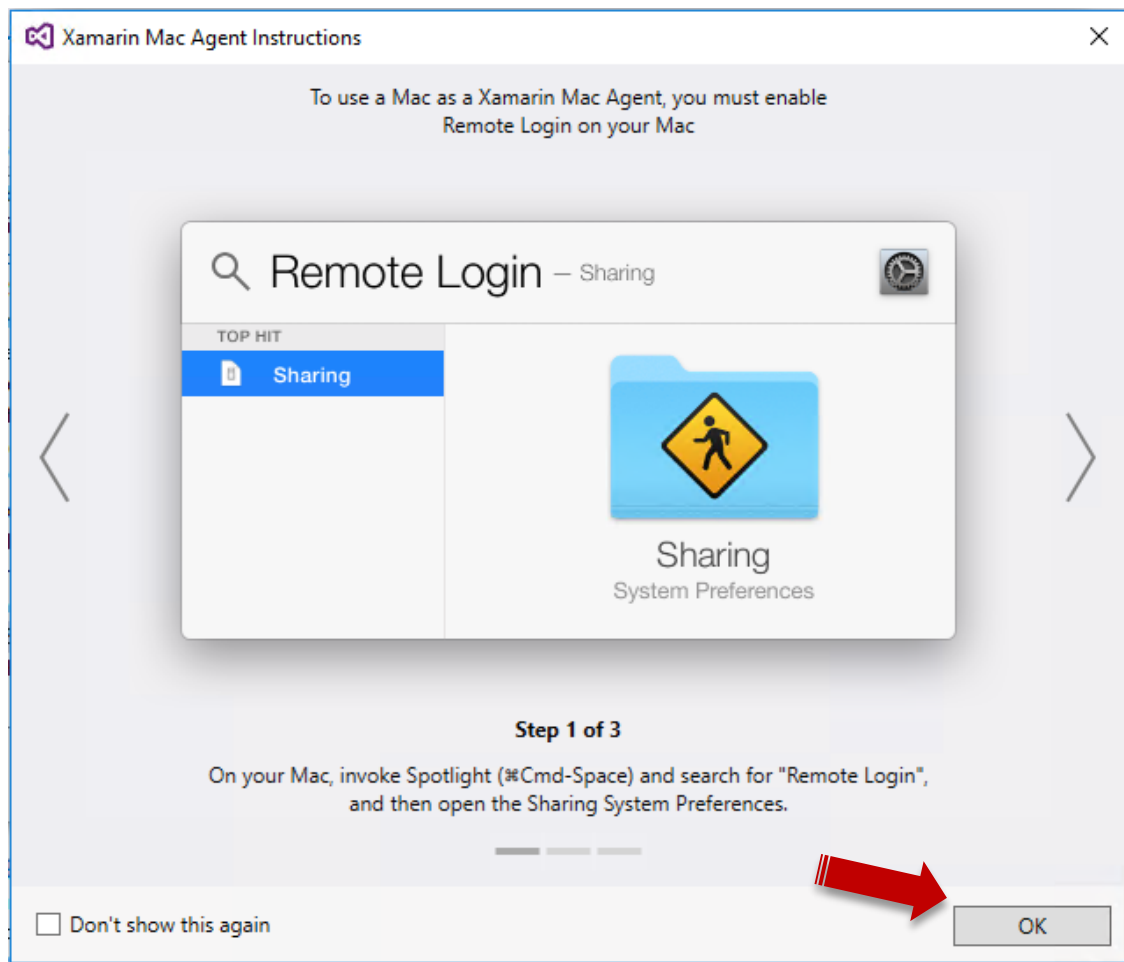 Xamarin Mac Agent Instructions
To use a Mac as a Xamarin Mac Agent, you must enable
Remote Login on your Mac
Remote Login – Sharing
TOP HIT
Sharing
Sharing
System Preferences
Step 1 of 3
On your Mac, invoke Spotlight (⌘Cmd-Space) and search for "Remote Login",
and then open the Sharing System Preferences.
Don't show this again
OK